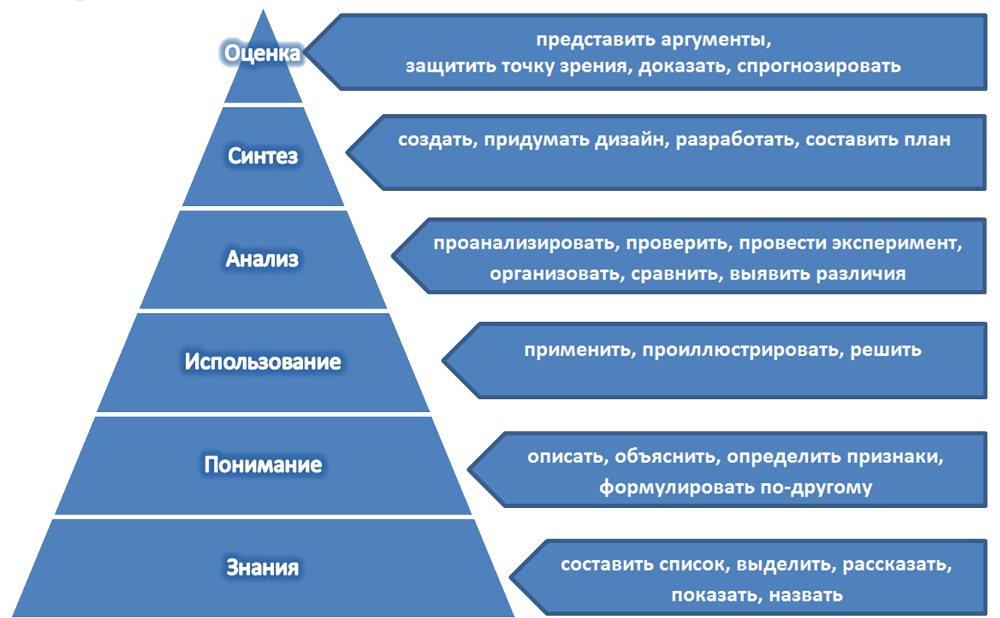 Оценка
представить аргументы,
защитить точку зрения, доказать, спрогнозировать
Синтез
создать, придумать дизайн, разработать, составить план
Анализ
проанализировать, проверить, провести эксперимент,
организовать, сравнить, выявить различия
Использование
применить, проиллюстрировать, решить
Понимание
описать, объяснить, определить признаки,
формулировать по-другому
Знания
составить список, выделить, рассказать,
показать, назвать